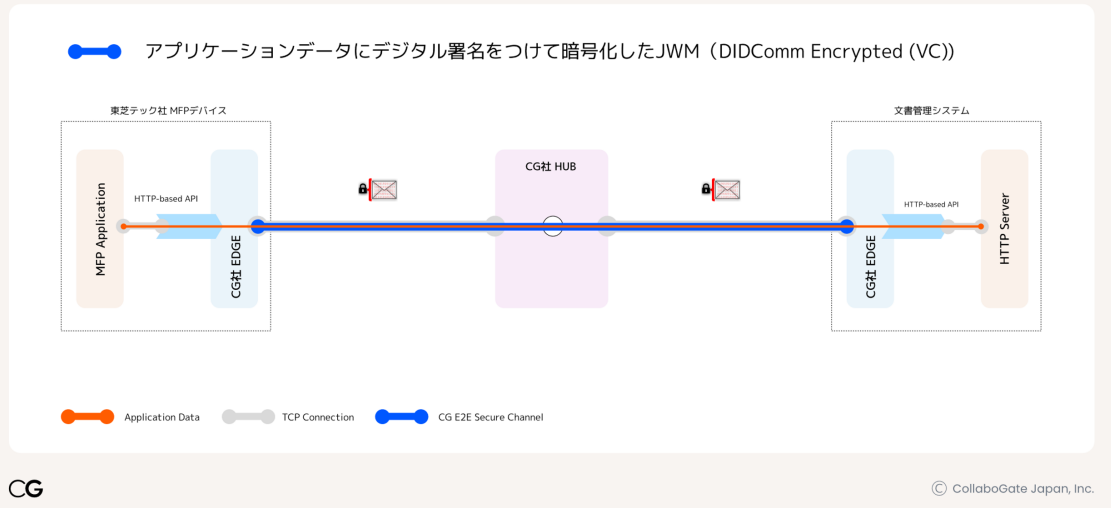 アプリケーションデータにデジタル署名をつけて暗号化したJWM（DIDComm Encrypted (VC))
東芝テック社 MFPデバイス
文書管理システム
MFP Application
HTTP-based API
CG社 EDGE
CG社 HUB
CG社 EDGE
HTTP-based API
HTTP Server
Application Data
TCP Connection
CG E2E Secure Channel
CG
Ⓒ CollaboGate Japan, Inc.